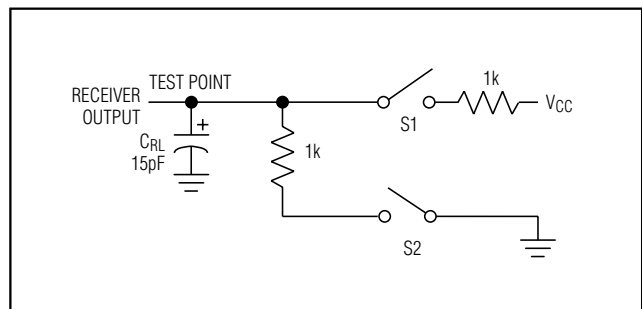 RECEIVER
OUTPUT
TEST POINT
+
CRL
15pF
1k
S1
1k
VCC
S2